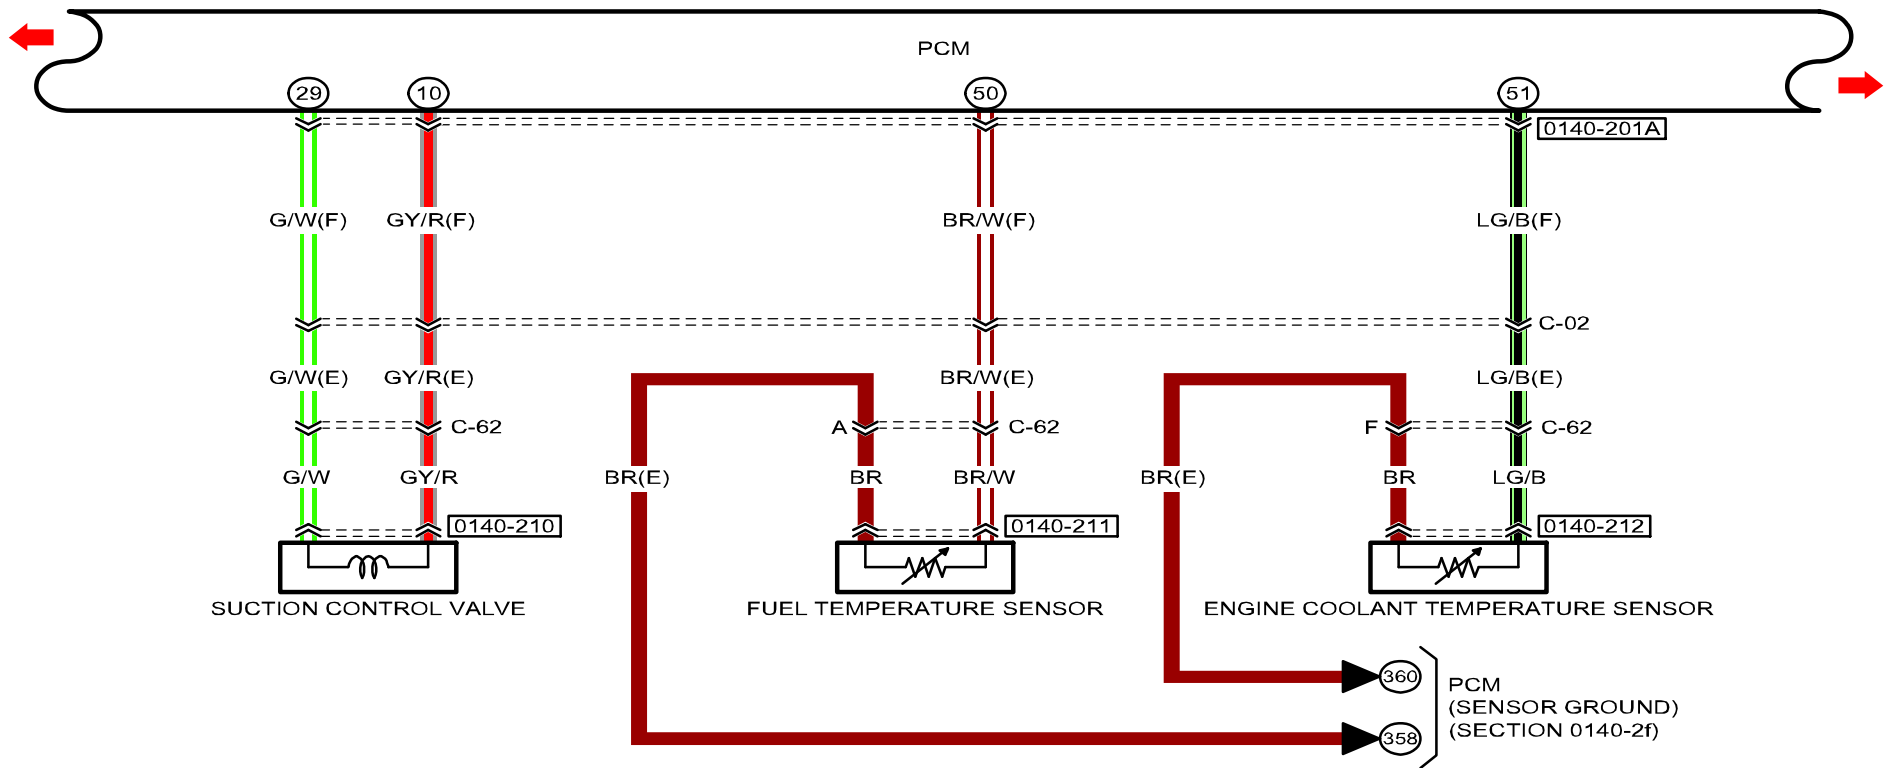 PCM
29
10
50
51
0140-201A
G/W(F)
GY/R(F)
BR/W(F)
LG/B(F)
C-02
G/W(E)
GY/R(E)
BR/W(E)
LG/B(E)
C-62
A
C-62
F
C-62
G/W
GY/R
BR(E)
BR
BR/W
BR(E)
BR
LG/B
0140-210
0140-211
0140-212
SUCTION CONTROL VALVE
FUEL TEMPERATURE SENSOR
ENGINE COOLANT TEMPERATURE SENSOR
360
358
PCM
(SENSOR GROUND)
(SECTION 0140-2f)